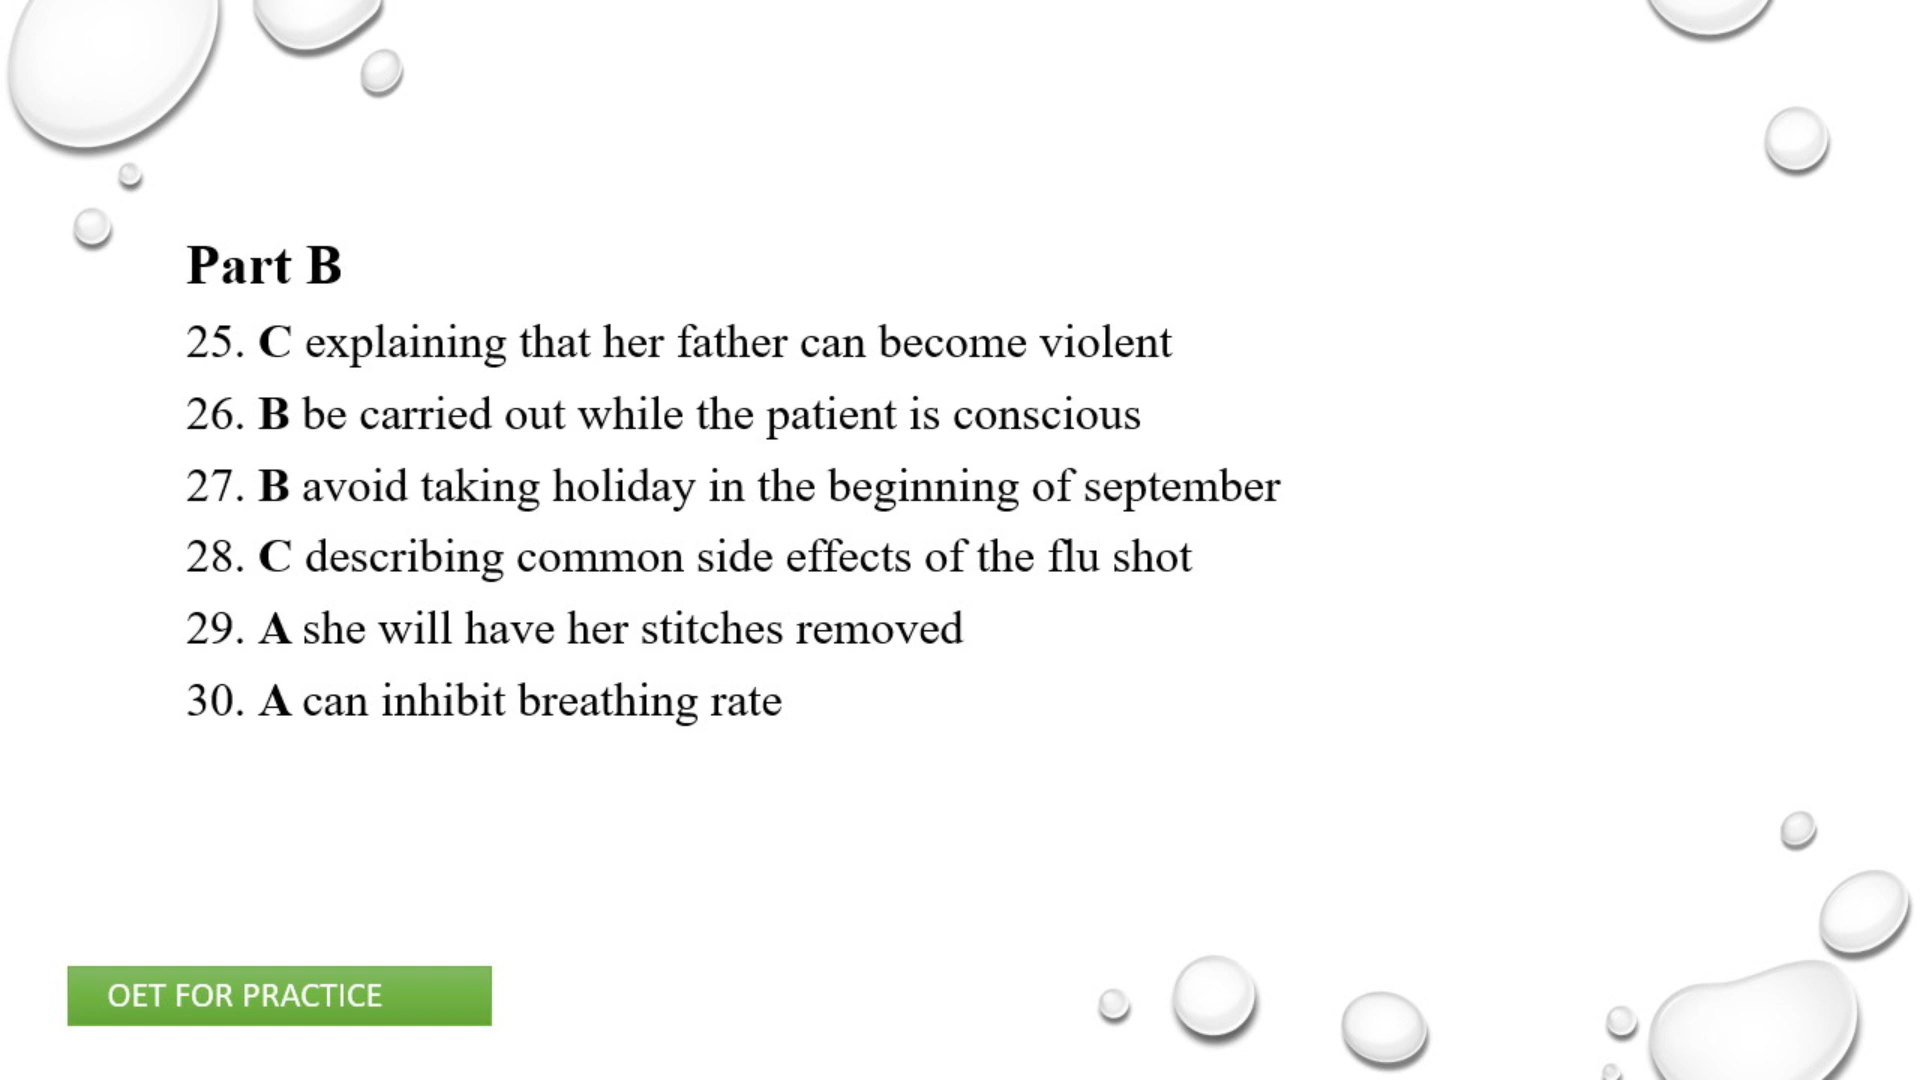 Part B
25. C explaining that her father can become violent
26. B be carried out while the patient is conscious
27. B avoid taking holiday in the beginning of september
28. C describing common side effects of the flu shot
29. A she will have her stitches removed
30. A can inhibit breathing rate
OET FOR PRACTICE